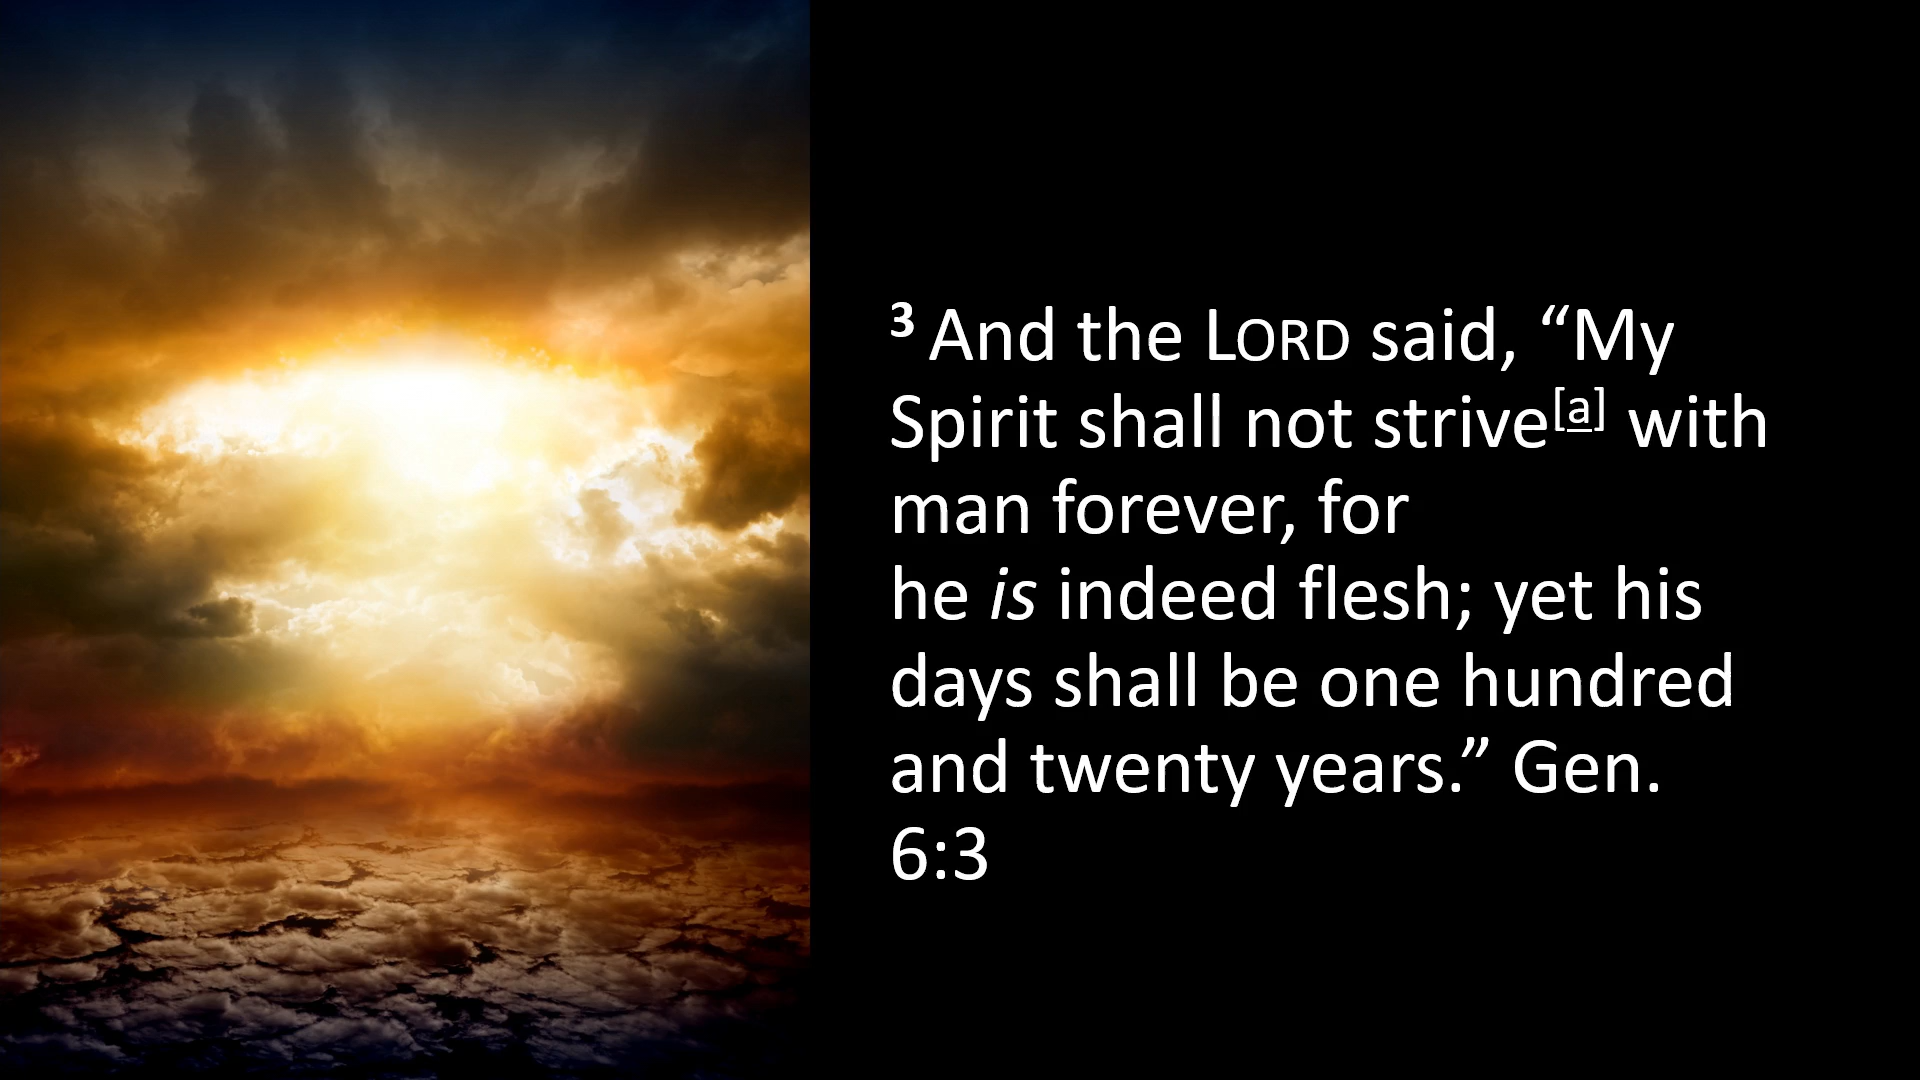 3 And the LORD said, “My
Spirit shall not strive[a] with
man forever, for
he is indeed flesh; yet his
days shall be one hundred
and twenty years.” Gen.
6:3